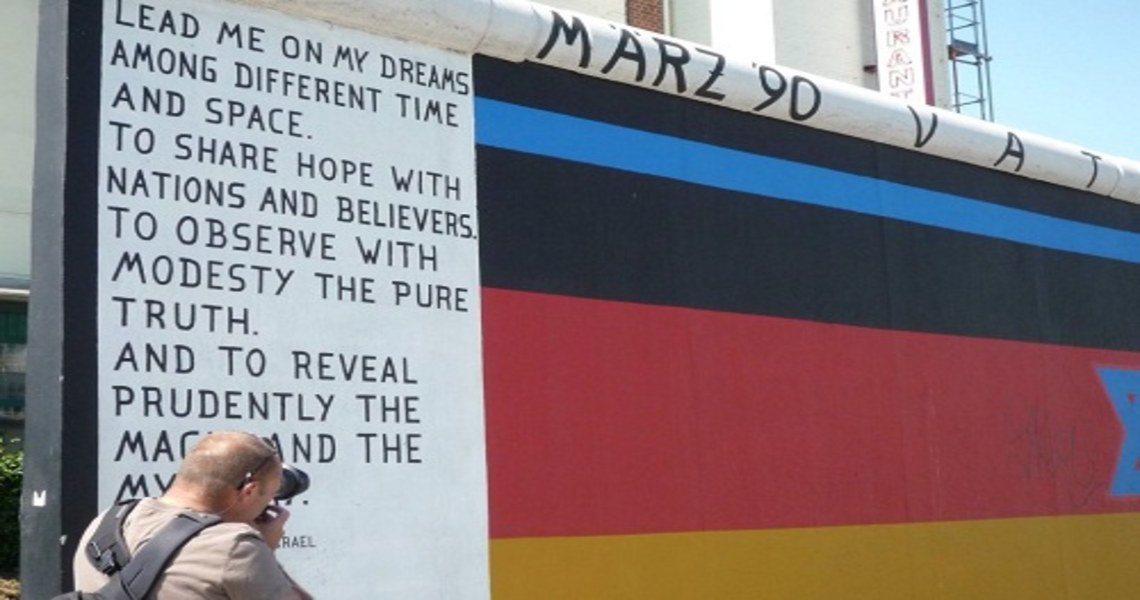 LEAD ME ON MY DREAMS
AMONG DIFFERENT TIME
AND SPACE.
TO SHARE HOPE WITH
NATIONS AND BELIEVERS.
TO OBSERVE WITH
MODESTY THE PURE
TRUTH.
AND TO REVEAL
PRUDENTLY THE
AND THE
MÄRZ '90 V A T